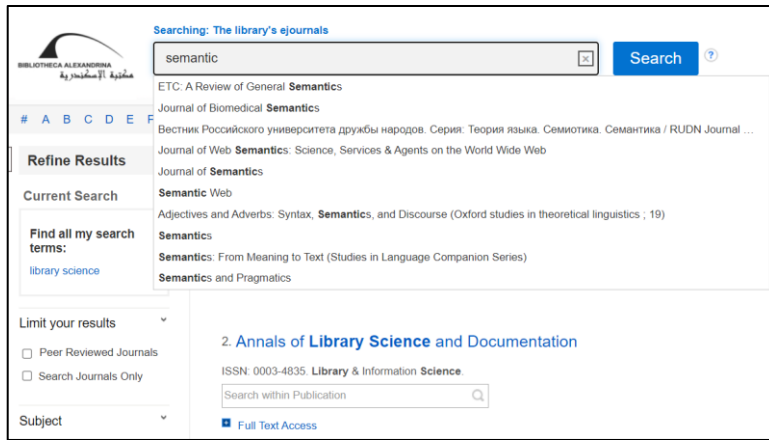 Searching: The library's ejournals
BIBLIOTHECA ALEXANDRINA
مكتبة الإسكندرية
semantic
Search
?
ETC: A Review of General Semantics
Journal of Biomedical Semantics
Вестник Российского университета дружбы народов. Серия: Теория языка. Семиотика. Семантика / RUDN Journal ...
Journal of Web Semantics: Science, Services & Agents on the World Wide Web
Journal of Semantics
Semantic Web
Adjectives and Adverbs: Syntax, Semantics, and Discourse (Oxford studies in theoretical linguistics ; 19)
Semantics
Semantics: From Meaning to Text (Studies in Language Companion Series)
Semantics and Pragmatics
# A B C D E F
Refine Results
Current Search
Find all my search
terms:
library science
Limit your results
Peer Reviewed Journals
Search Journals Only
Subject
2. Annals of Library Science and Documentation
ISSN: 0003-4835. Library & Information Science.
Search within Publication
Full Text Access